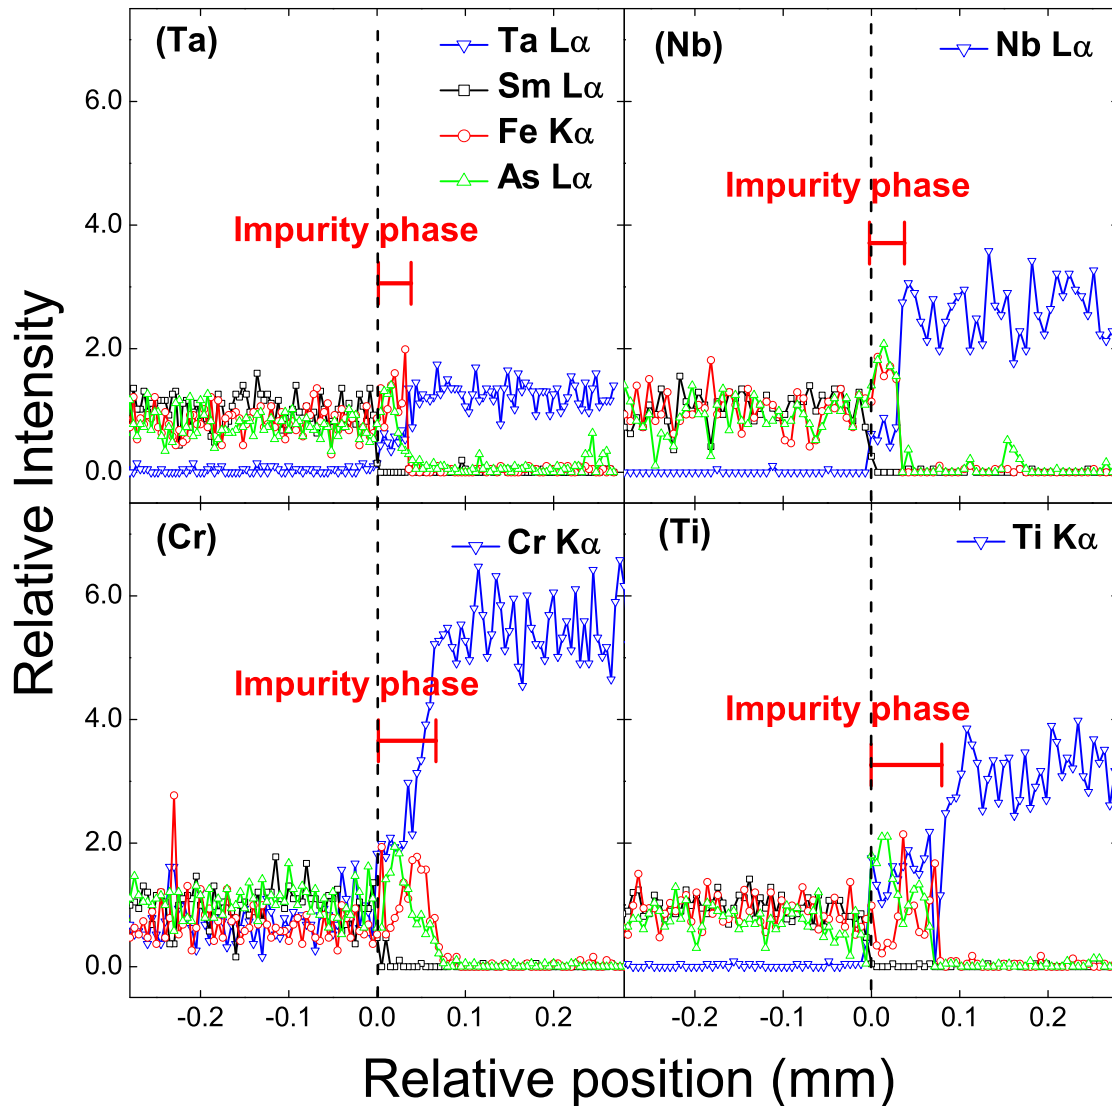 (Ta)
Ta Lα
Sm Lα
Fe Kα
As Lα
Impurity phase
(Nb)
Nb Lα
Impurity phase
(Cr)
Cr Kα
Impurity phase
(Ti)
Ti Kα
Impurity phase
6.0
4.0
2.0
0.0
6.0
4.0
2.0
0.0
-0.2 -0.1 0.0 0.1 0.2
-0.2 -0.1 0.0 0.1 0.2
Relative Intensity
Relative position (mm)